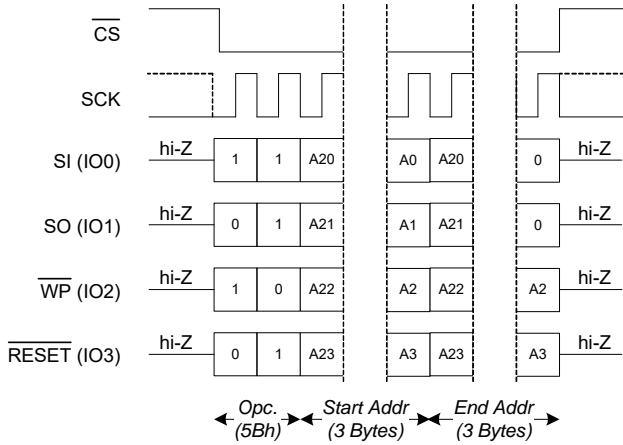 CS
SCK
SI (IO0) hi-Z 1 1 A20 A0 A20 0 hi-Z
SO (IO1) hi-Z 0 1 A21 A1 A21 0 hi-Z
WP (IO2) hi-Z 1 0 A22 A2 A22 A2 hi-Z
RESET (IO3) hi-Z 0 1 A23 A3 A23 A3 hi-Z
Opc. Start Addr End Addr
(5Bh) (3 Bytes) (3 Bytes)